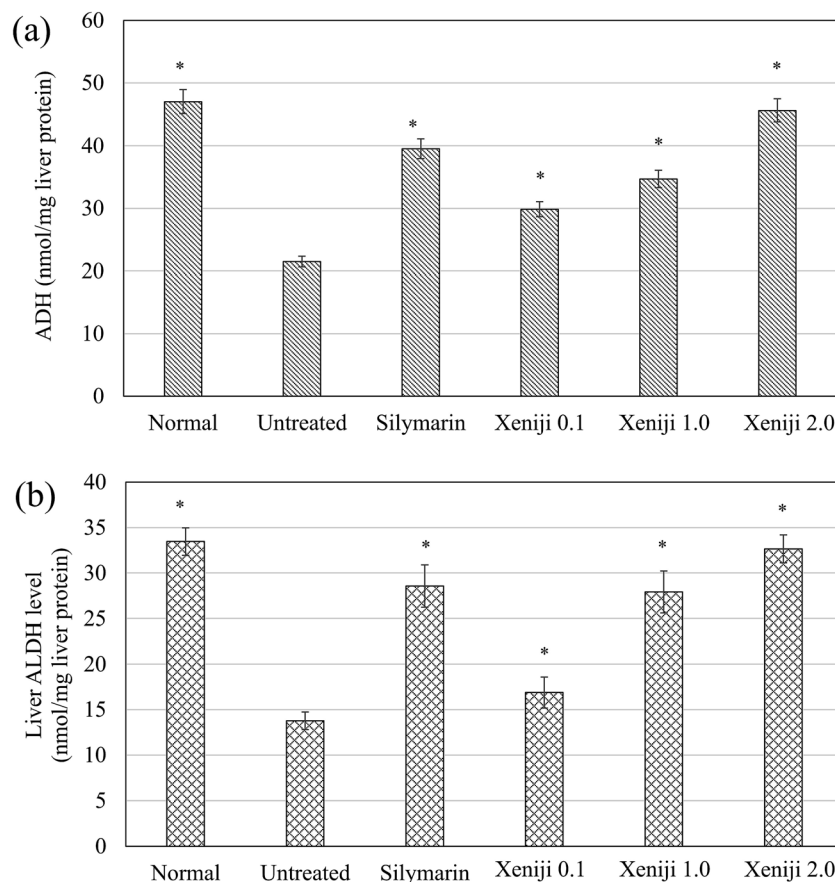 (a)
ADH (nmol/mg liver protein)
60
50
40
30
20
10
0
* * * * *
Normal Untreated Silymarin Xeniji 0.1 Xeniji 1.0 Xeniji 2.0
(b)
Liver ALDH level
(nmol/mg liver protein)
40
35
30
25
20
15
10
5
0
* * * * *
Normal Untreated Silymarin Xeniji 0.1 Xeniji 1.0 Xeniji 2.0